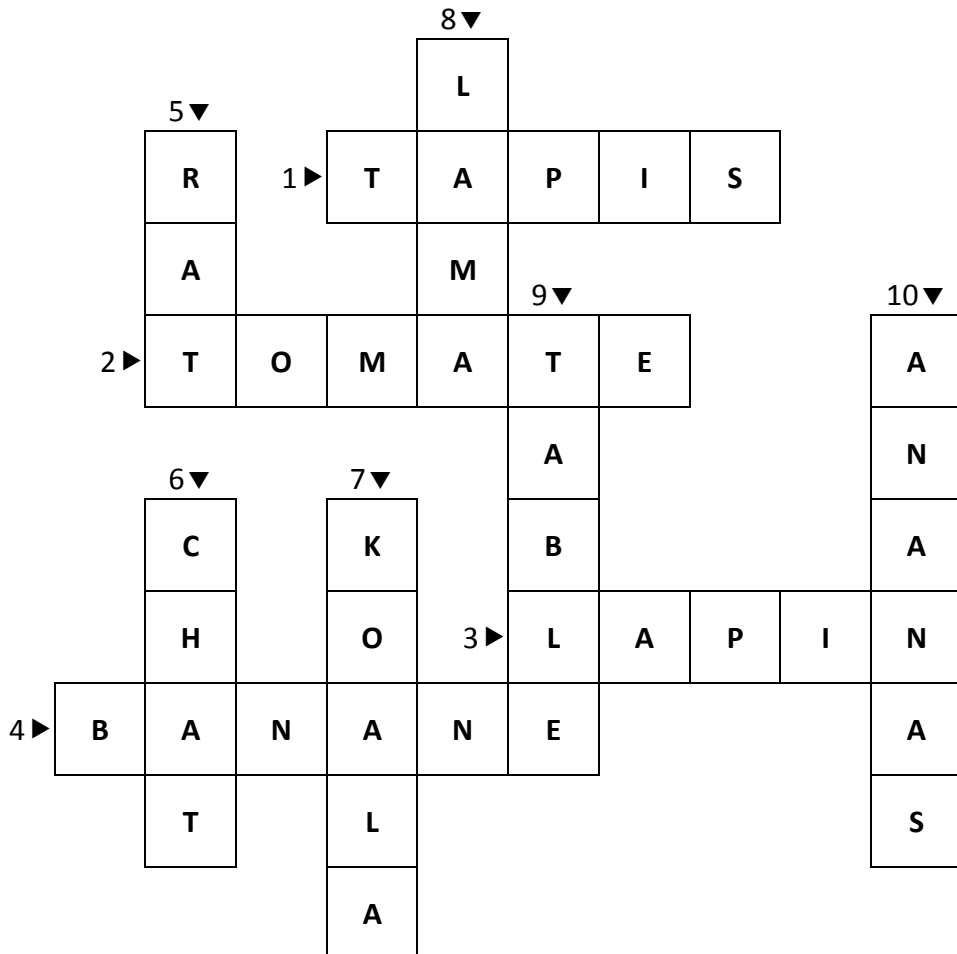 8▼
L
5▼
R 1► T A P I S
A M
9▼ 10▼
2► T O M A T E A
A N
6▼ 7▼
C K B A
H O 3► L A P I N
4► B A N A N E A
T L S
A